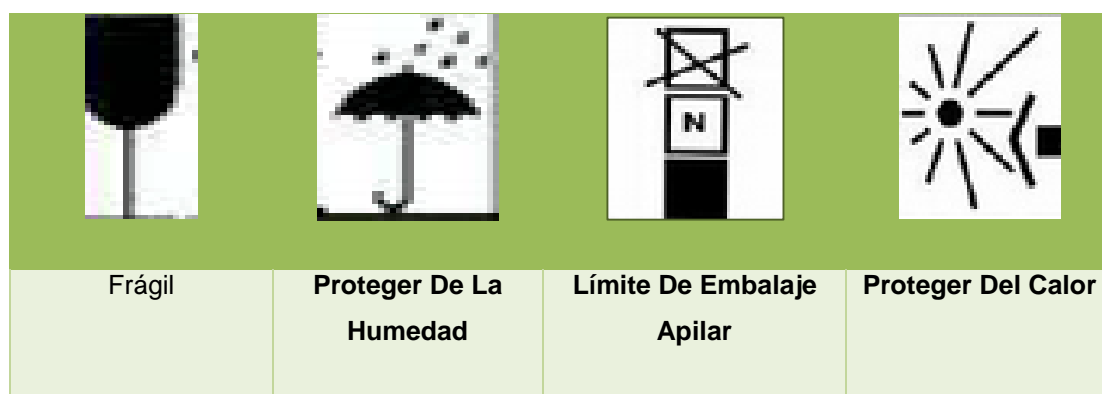 N
Frágil
Proteger De La
Humedad
Límite De Embalaje
Apilar
Proteger Del Calor